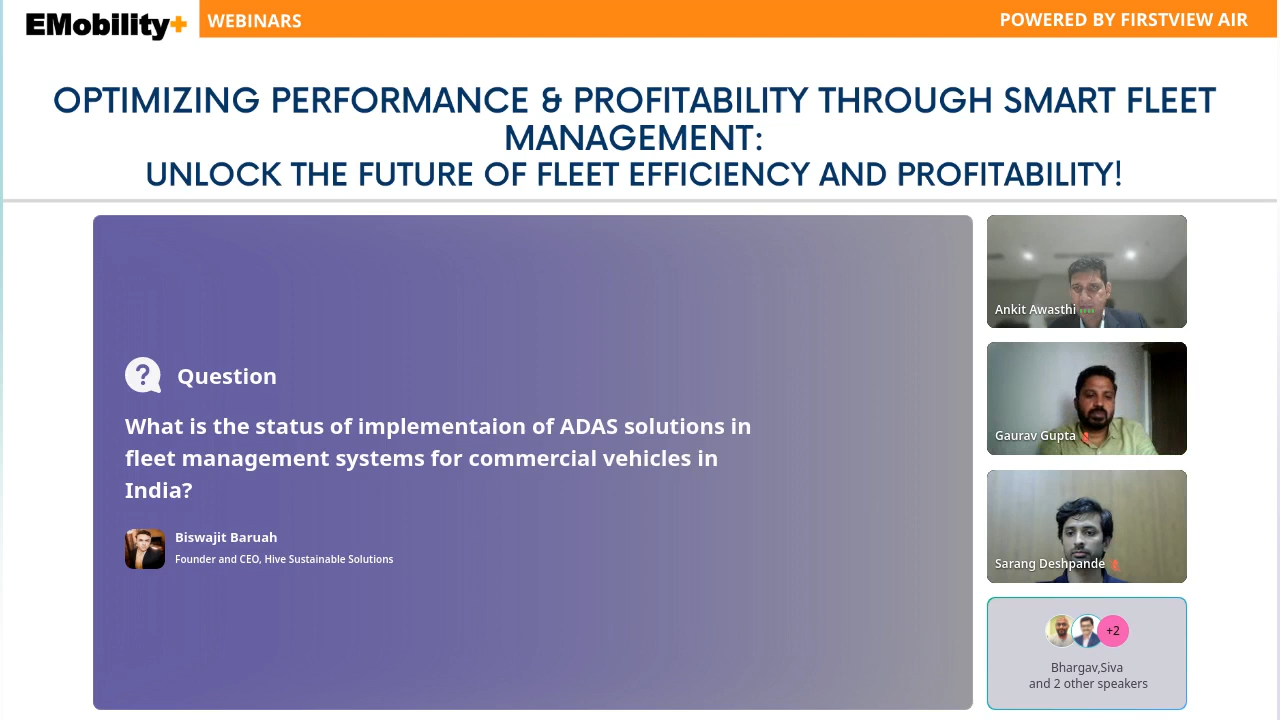 EMobility+ WEBINARS
POWERED BY FIRSTVIEW AIR
OPTIMIZING PERFORMANCE & PROFITABILITY THROUGH SMART FLEET
MANAGEMENT:
UNLOCK THE FUTURE OF FLEET EFFICIENCY AND PROFITABILITY!
? Question
What is the status of implementaion of ADAS solutions in
fleet management systems for commercial vehicles in
India?
Biswajit Baruah
Founder and CEO, Hive Sustainable Solutions
Ankit Awasthi
Gaurav Gupta
Sarang Deshpande
+2
Bhargav,Siva
and 2 other speakers